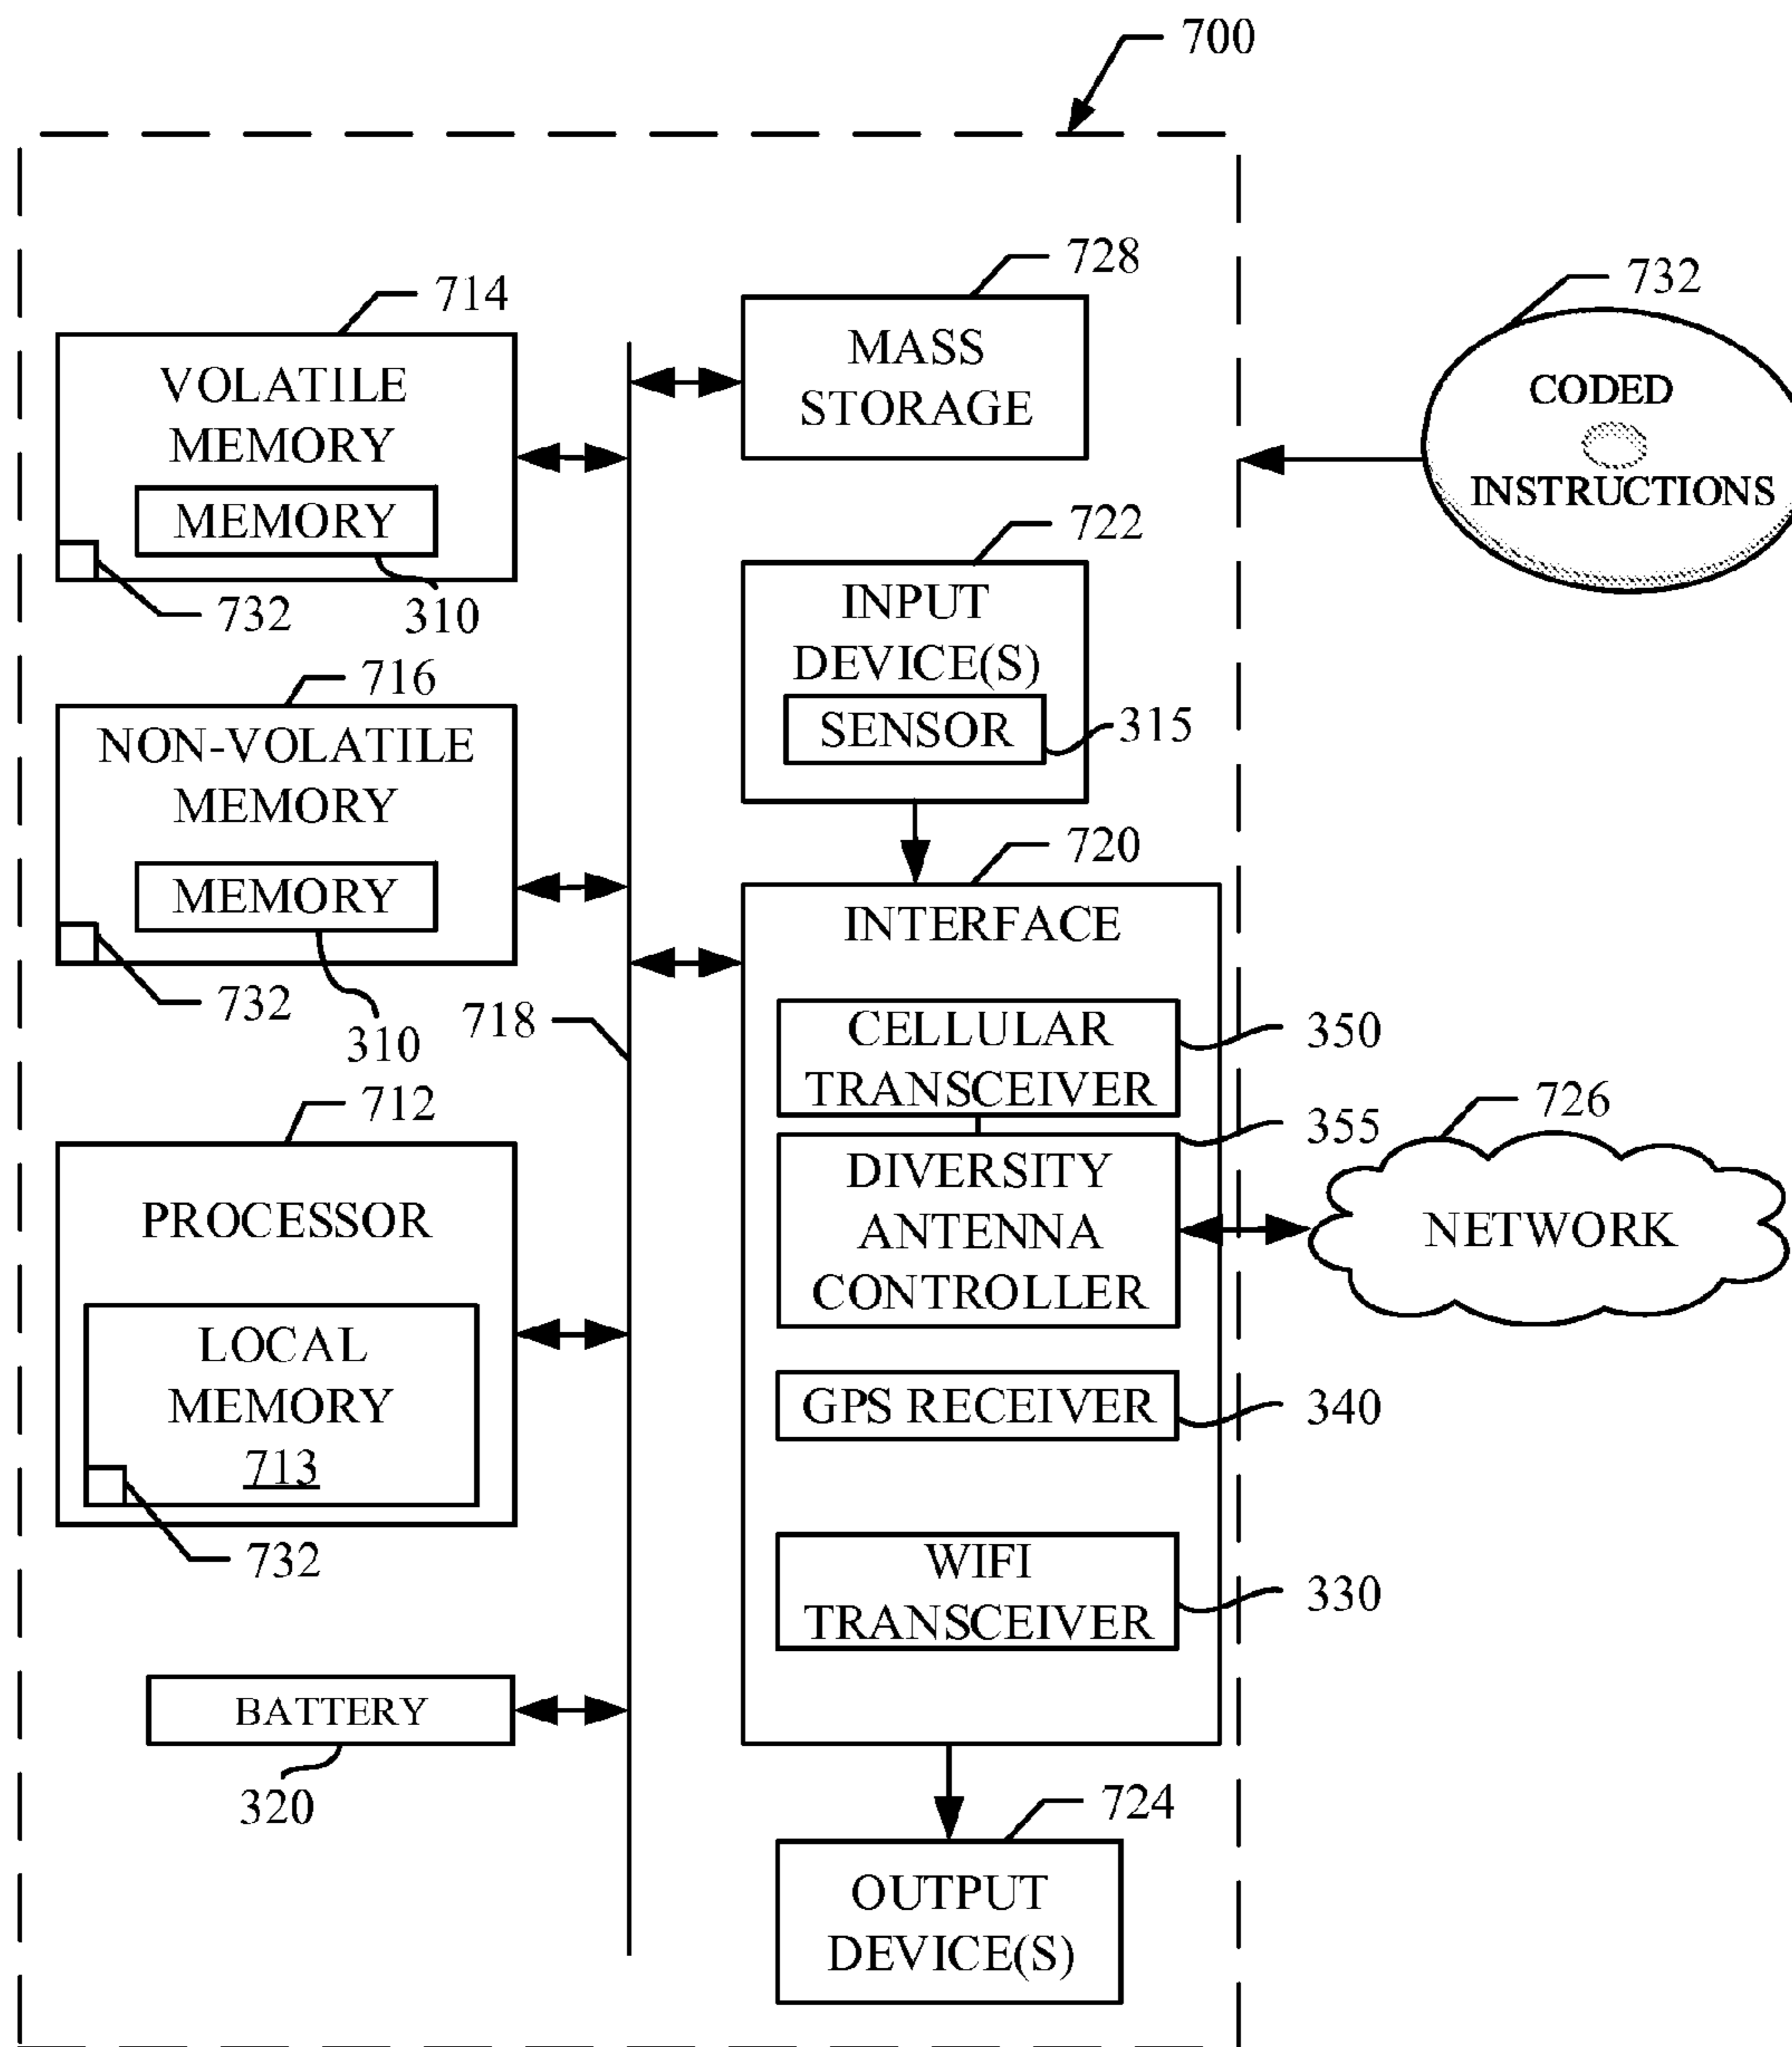 700
714
VOLATILE
MEMORY
MEMORY
732
310
716
NON-VOLATILE
MEMORY
MEMORY
732
310
718
712
PROCESSOR
LOCAL
MEMORY
713
732
BATTERY
320
728
MASS
STORAGE
722
INPUT
DEVICE(S)
SENSOR
315
720
INTERFACE
CELLULAR
TRANSCEIVER
350
355
DIVERSITY
ANTENNA
CONTROLLER
GPS RECEIVER
340
WIFI
TRANSCEIVER
330
724
OUTPUT
DEVICE(S)
732
CODED
INSTRUCTIONS
726
NETWORK